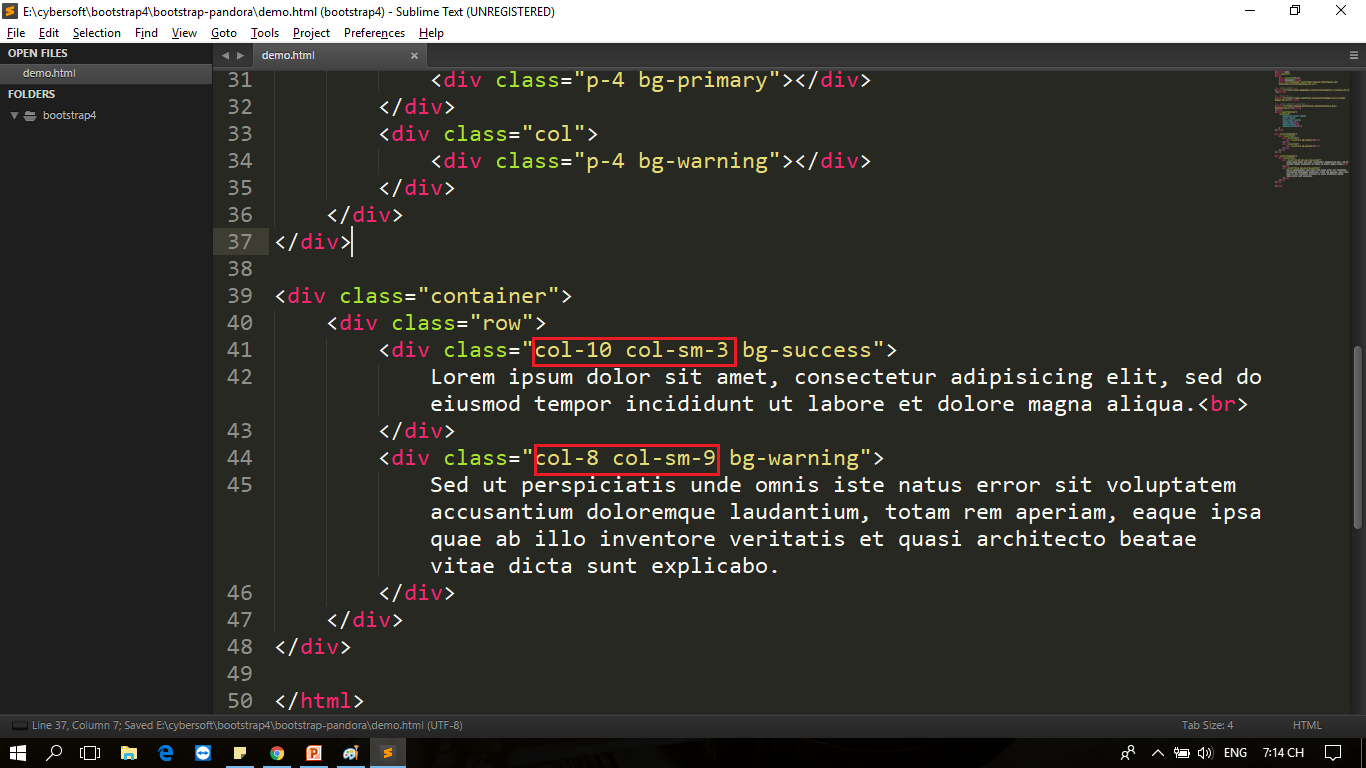 E:\cybersoft\bootstrap4\bootstrap-pandora\demo.html (bootstrap4) - Sublime Text (UNREGISTERED)
File Edit Selection Find View Goto Tools Project Preferences Help
OPEN FILES
demo.html
FOLDERS
bootstrap4
demo.html
31 <div class="p-4 bg-primary"></div>
32 </div>
33 <div class="col">
34 <div class="p-4 bg-warning"></div>
35 </div>
36 </div>
37 </div>
38
39 <div class="container">
40 <div class="row">
41 <div class="col-10 col-sm-3 bg-success">
42 Lorem ipsum dolor sit amet, consectetur adipisicing elit, sed do
eiusmod tempor incididunt ut labore et dolore magna aliqua.<br>
43 </div>
44 <div class="col-8 col-sm-9 bg-warning">
45 Sed ut perspiciatis unde omnis iste natus error sit voluptatem
accusantium doloremque laudantium, totam rem aperiam, eaque ipsa
quae ab illo inventore veritatis et quasi architecto beatae
vitae dicta sunt explicabo.
46 </div>
47 </div>
48 </div>
49
50 </html>
Line 37, Column 7; Saved E:\cybersoft\bootstrap4\bootstrap-pandora\demo.html (UTF-8)
Tab Size: 4
HTML
ENG
7:14 CH